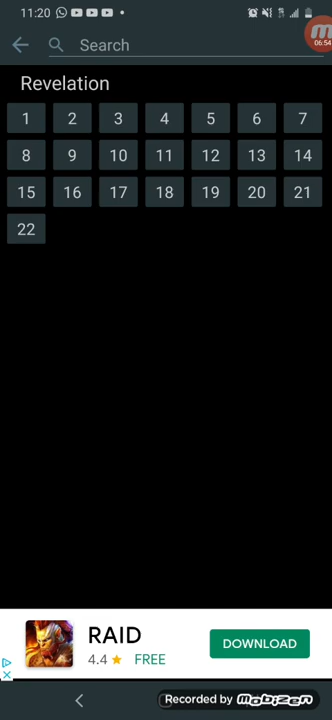 11:20
Search
06:54
Revelation
1 2 3 4 5 6 7
8 9 10 11 12 13 14
15 16 17 18 19 20 21
22
RAID
4.4 FREE
DOWNLOAD
Recorded by mobizen